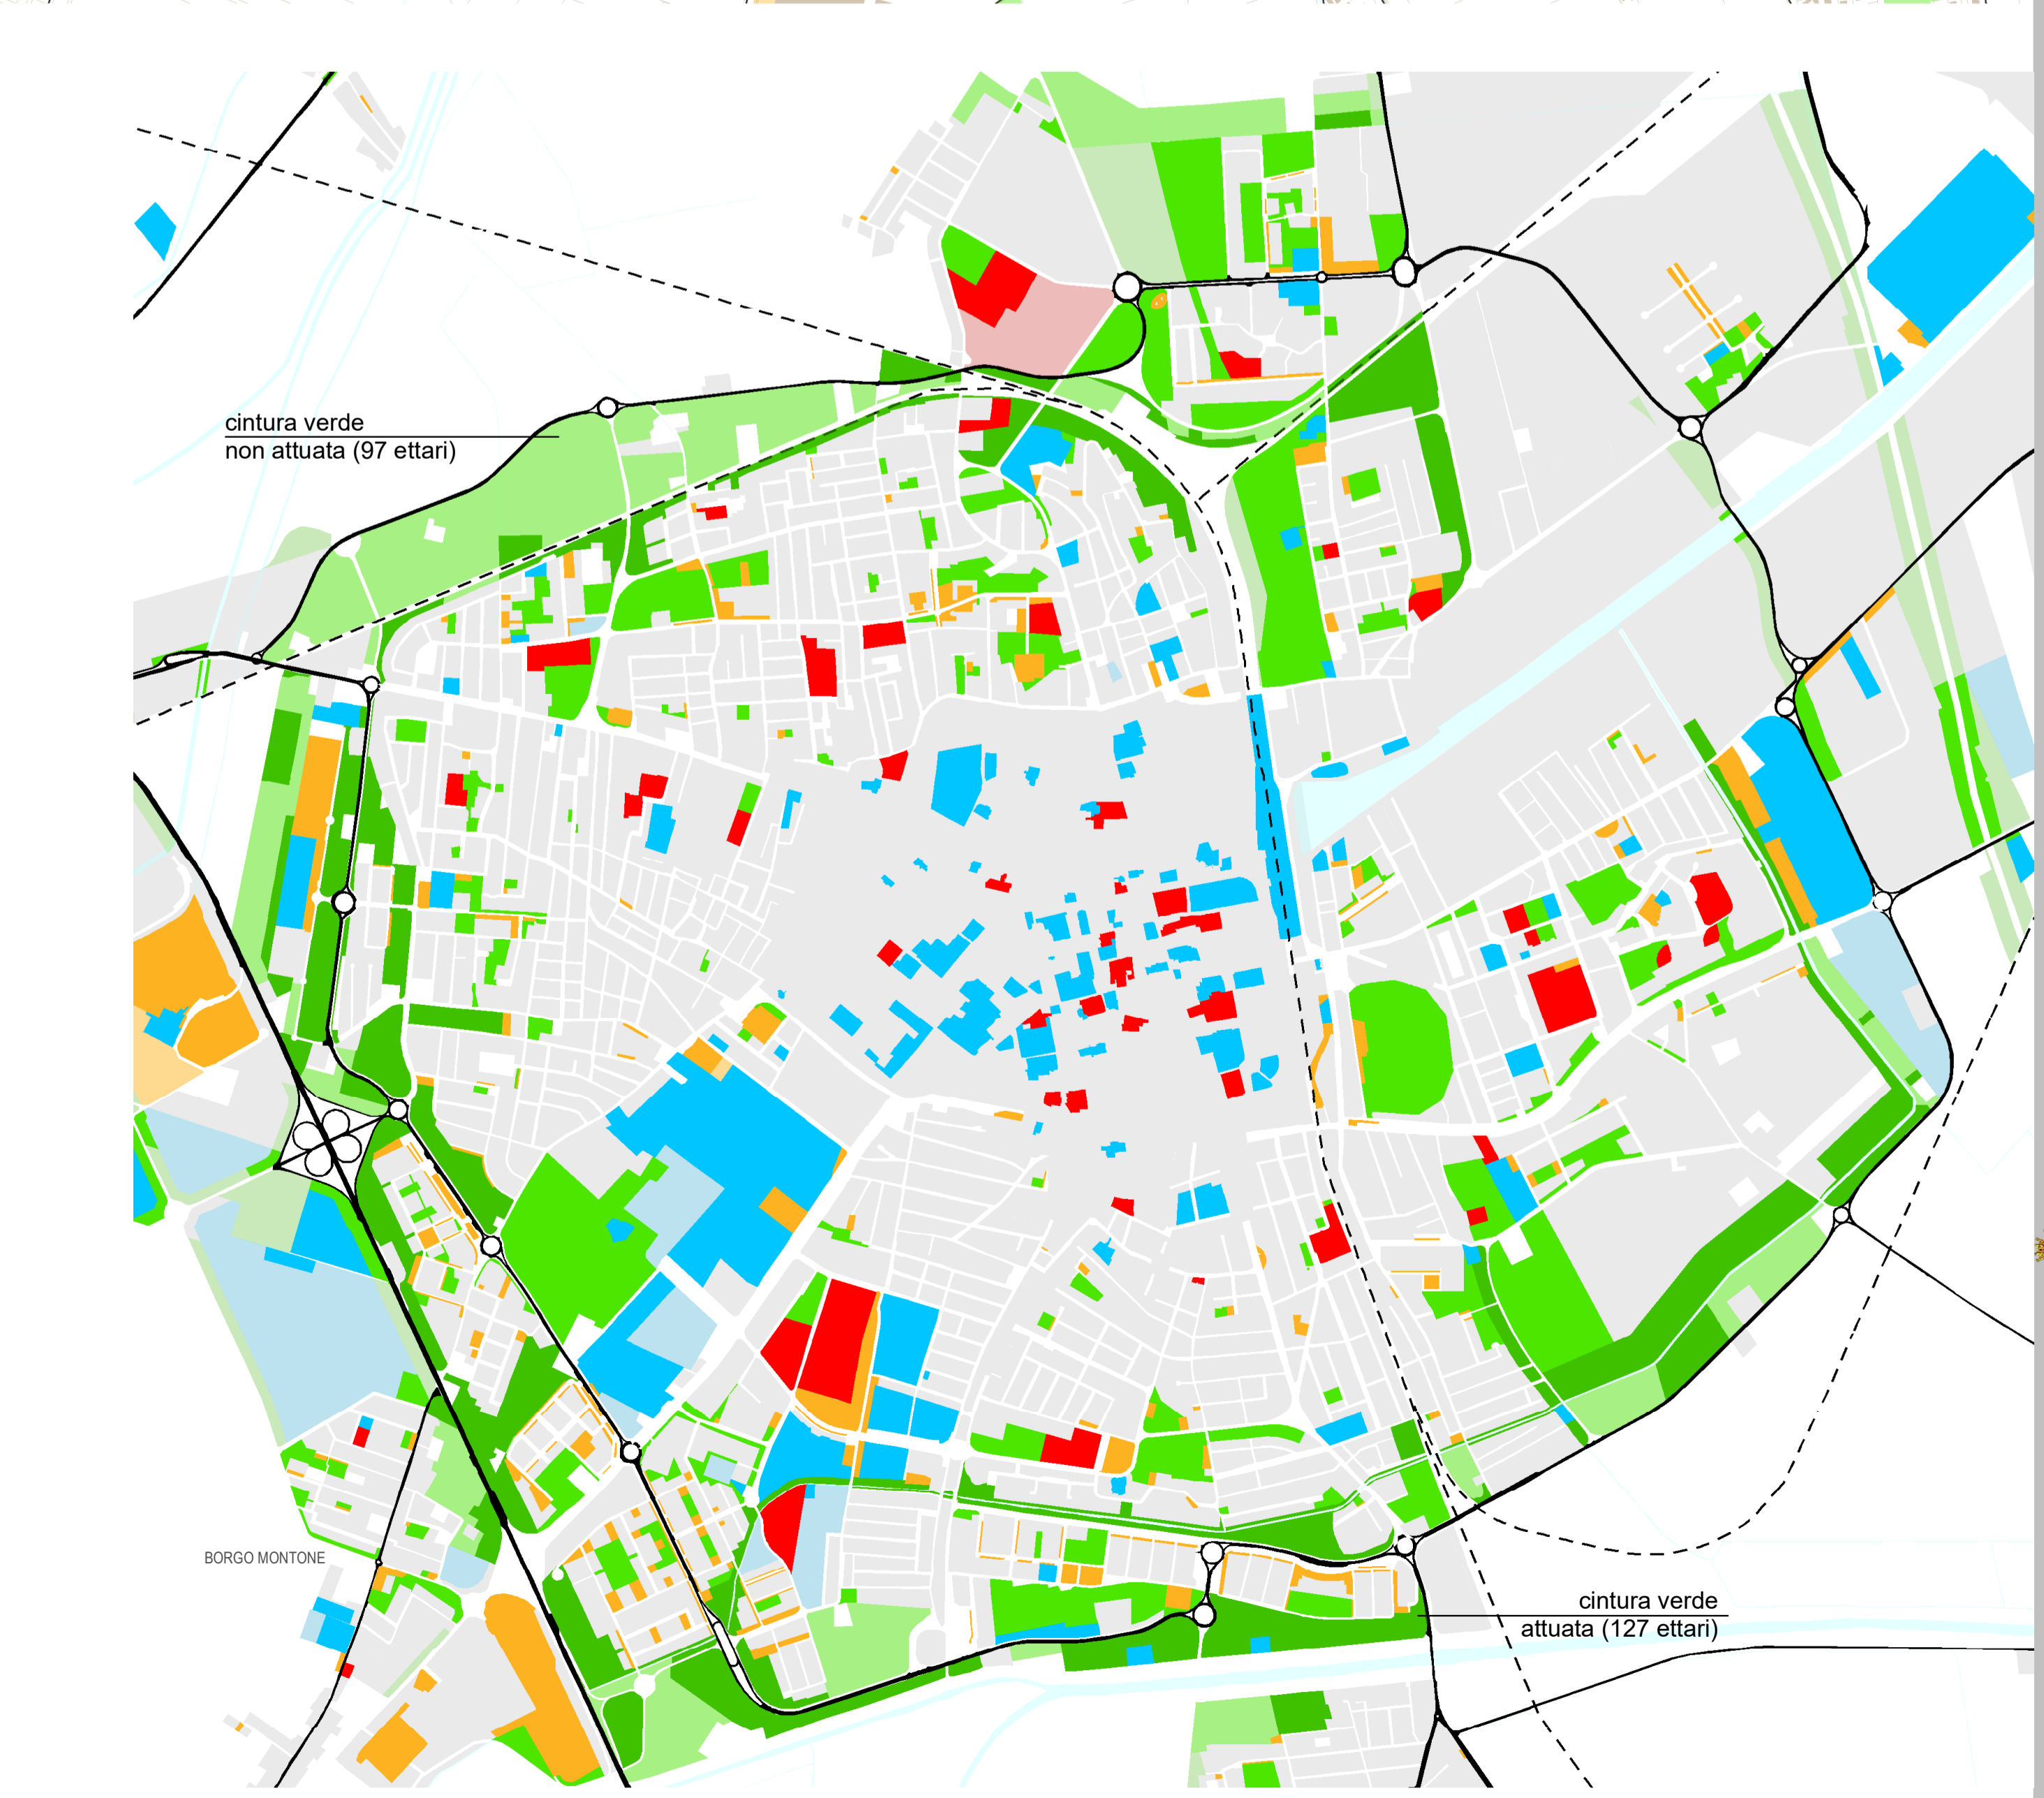 cintura verde
non attuata (97 ettari)
BORGO MONTONE
cintura verde
attuata (127 ettari)